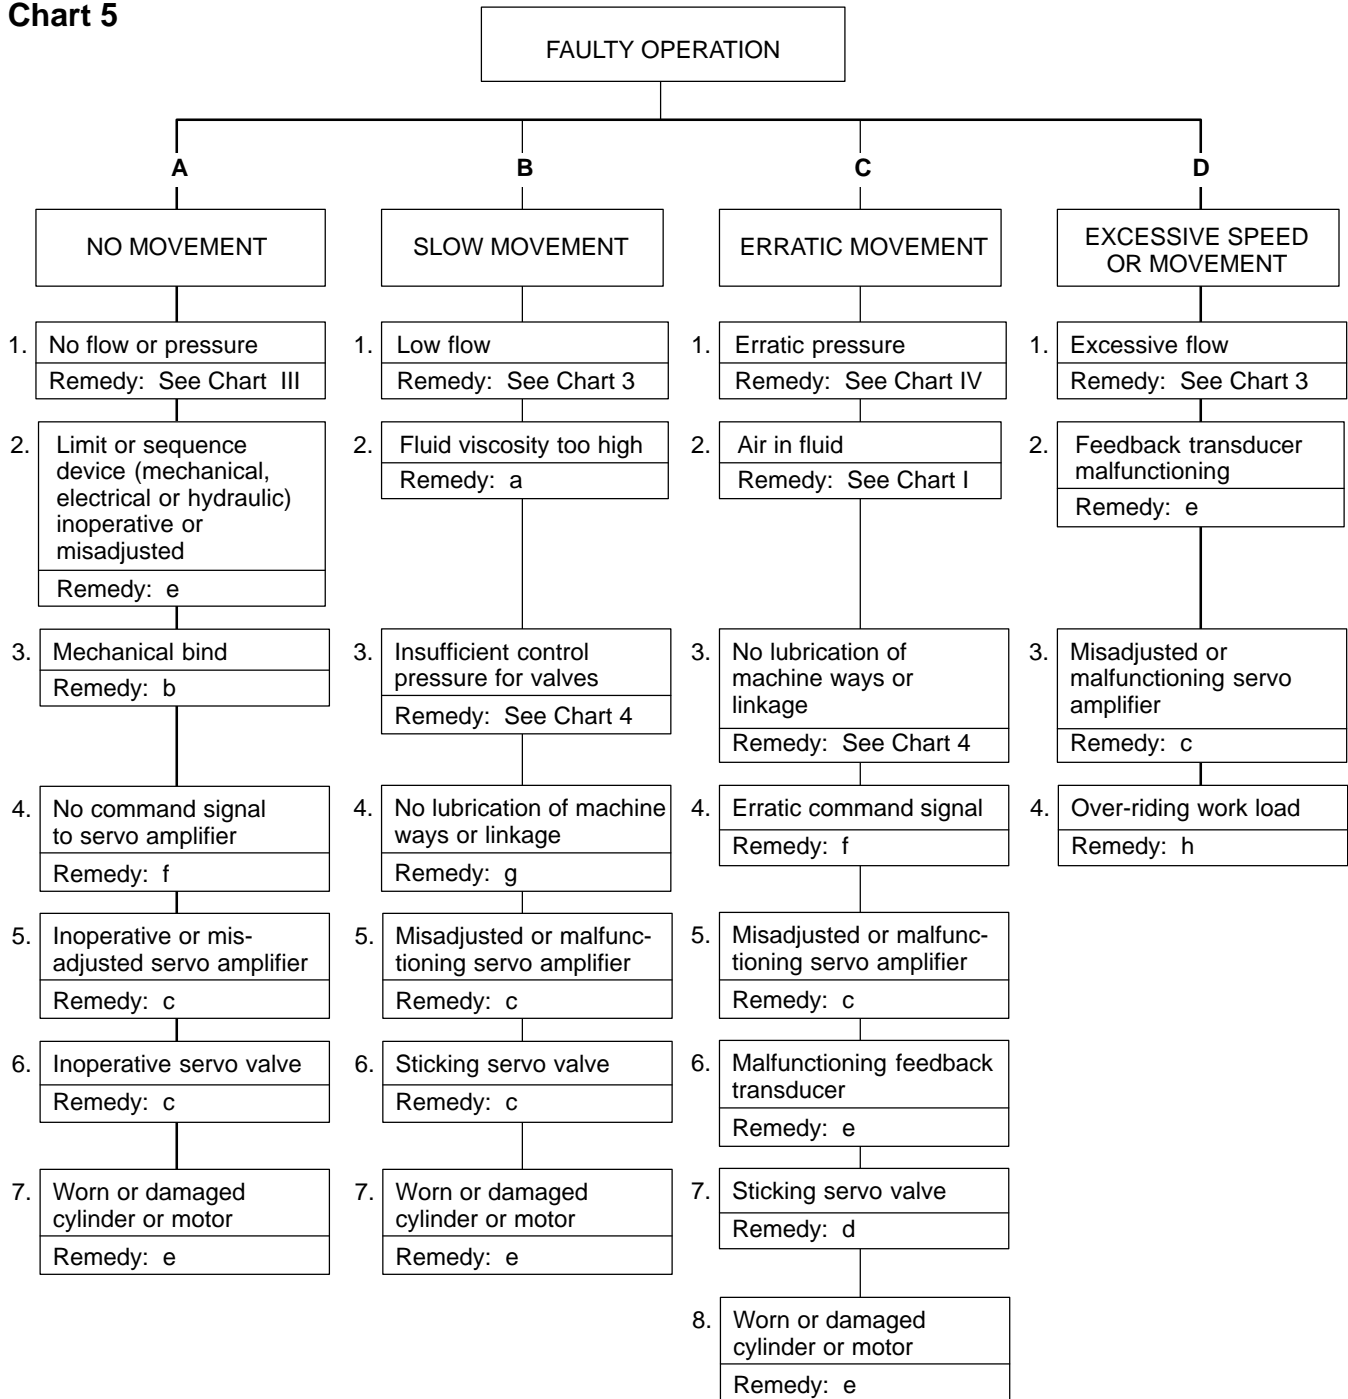 Chart 5
FAULTY OPERATION
A
NO MOVEMENT
1. No flow or pressure
Remedy: See Chart III
2. Limit or sequence
device (mechanical,
electrical or hydraulic)
inoperative or
misadjusted
Remedy: e
3. Mechanical bind
Remedy: b
4. No command signal
to servo amplifier
Remedy: f
5. Inoperative or mis-
adjusted servo amplifier
Remedy: c
6. Inoperative servo valve
Remedy: c
7. Worn or damaged
cylinder or motor
Remedy: e
B
SLOW MOVEMENT
1. Low flow
Remedy: See Chart 3
2. Fluid viscosity too high
Remedy: a
3. Insufficient control
pressure for valves
Remedy: See Chart 4
4. No lubrication of machine
ways or linkage
Remedy: g
5. Misadjusted or malfunc-
tioning servo amplifier
Remedy: c
6. Sticking servo valve
Remedy: c
7. Worn or damaged
cylinder or motor
Remedy: e
C
ERRATIC MOVEMENT
1. Erratic pressure
Remedy: See Chart IV
2. Air in fluid
Remedy: See Chart I
3. No lubrication of
machine ways or
linkage
Remedy: See Chart 4
4. Erratic command signal
Remedy: f
5. Misadjusted or malfunc-
tioning servo amplifier
Remedy: c
6. Malfunctioning feedback
transducer
Remedy: e
7. Sticking servo valve
Remedy: d
8. Worn or damaged
cylinder or motor
Remedy: e
D
EXCESSIVE SPEED
OR MOVEMENT
1. Excessive flow
Remedy: See Chart 3
2. Feedback transducer
malfunctioning
Remedy: e
3. Misadjusted or
malfunctioning servo
amplifier
Remedy: c
4. Over-riding work load
Remedy: h